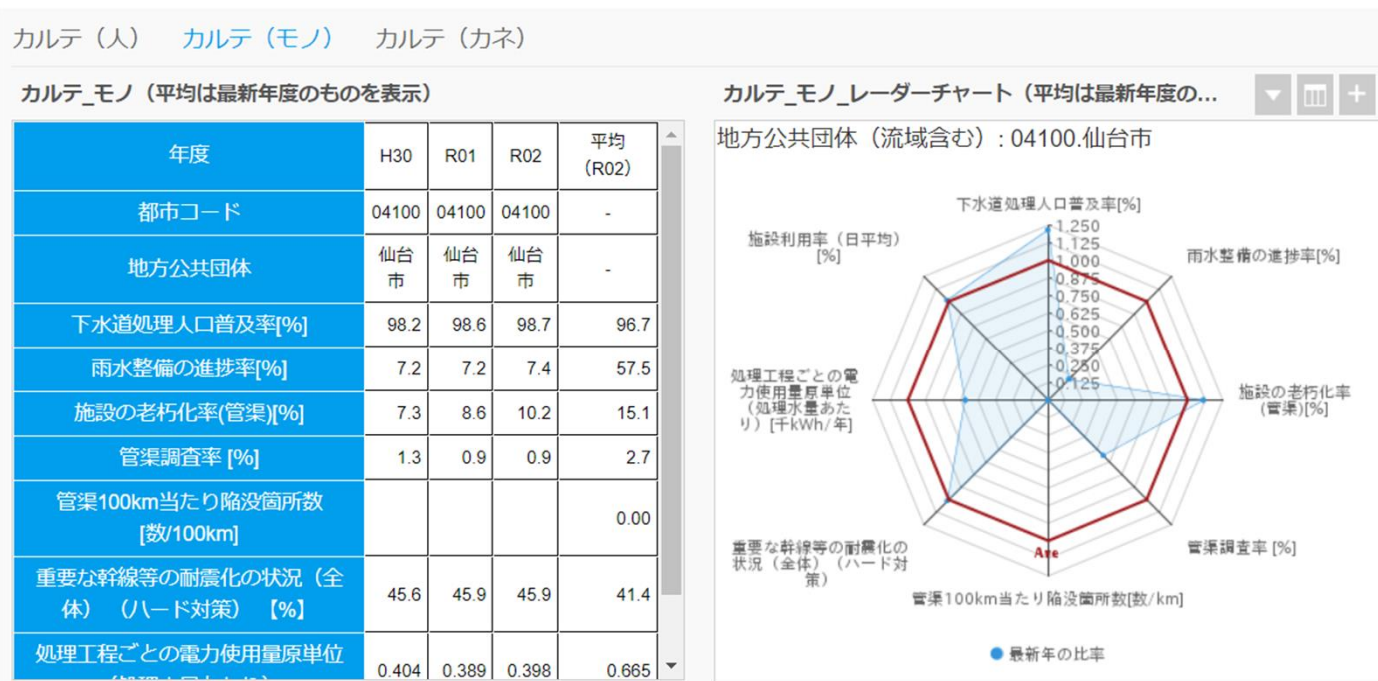 カルテ（人） カルテ（モノ） カルテ（カネ）
カルテ_モノ（平均は最新年度のものを表示）
年度 H30 R01 R02 平均（R02）
都市コード 04100 04100 04100 -
地方公共団体 仙台市 仙台市 仙台市 -
下水道処理人口普及率[%] 98.2 98.6 98.7 96.7
雨水整備の進捗率[%] 7.2 7.2 7.4 57.5
施設の老朽化率(管渠)[%] 7.3 8.6 10.2 15.1
管渠調査率 [%] 1.3 0.9 0.9 2.7
管渠100km当たり陥没箇所数
[数/100km] 0.00
重要な幹線等の耐震化の状況（全
体）（ハード対策）【%】 45.6 45.9 45.9 41.4
処理工程ごとの電力使用量原単位
0.404 0.389 0.398 0.665
カルテ_モノ_レーダーチャート（平均は最新年度の...
地方公共団体（流域含む）: 04100.仙台市
下水道処理人口普及率[%]
1.250
1.125
1.000
0.875
0.750
0.625
0.500
0.375
0.250
0.125
雨水整備の進捗率[%]
施設の老朽化率
(管渠)[%]
管渠調査率 [%]
管渠100km当たり陥没箇所数[数/km]
重要な幹線等の耐震化の
状況（全体）（ハード対
策）
処理工程ごとの電
力使用量原単位
（処理水量あた
り）[千kWh/年]
施設利用率（日平均）
[%]
Ave
最新年の比率